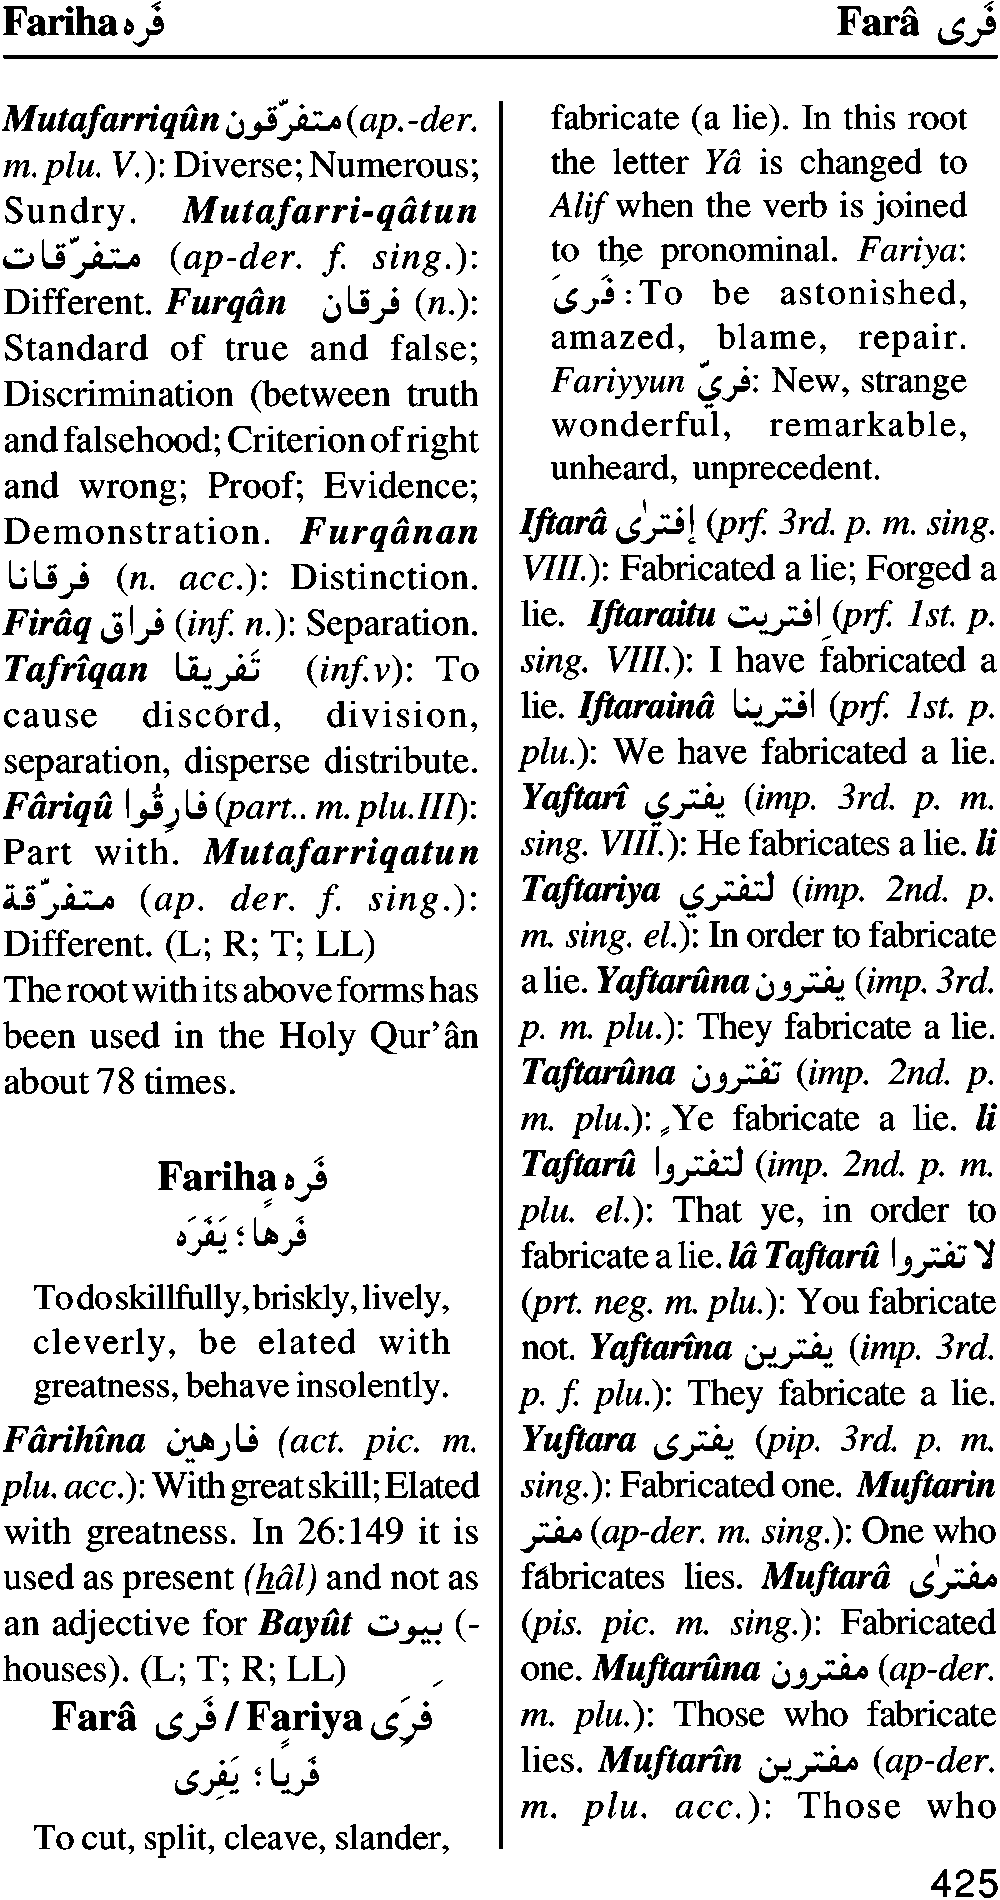 Fariha فَرِه
Farâ فَرى
Mutafarriqûn متفرّقون (ap.-der.
m. plu. V.): Diverse; Numerous;
Sundry. Mutafarri-qâtun
متفرّقات (ap-der. f. sing.):
Different. Furqân فرقان (n.):
Standard of true and false;
Discrimination (between truth
and falsehood; Criterion of right
and wrong; Proof; Evidence;
Demonstration. Furqânan
فرقانا (n. acc.): Distinction.
Firâq فراق (inf. n.): Separation.
Tafrîqan تَفريقا (inf.v): To
cause discord, division,
separation, disperse distribute.
Fâriqû فارِقُوا (part.. m. plu.III):
Part with. Mutafarriqatun
متفرّقة (ap. der. f. sing.):
Different. (L; R; T; LL)
The root with its above forms has
been used in the Holy Qur’ân
about 78 times.
Fariha فَرِه
فَرِهاً ؛ يَفرَه
To do skillfully, briskly, lively,
cleverly, be elated with
greatness, behave insolently.
Fârihîna فارهين (act. pic. m.
plu. acc.): With great skill; Elated
with greatness. In 26:149 it is
used as present (hâl) and not as
an adjective for Bayût بيوت (-
houses). (L; T; R; LL)
Farâ فَرى / Fariya فَرِىَ
فَرياً ؛ يَفرِى
To cut, split, cleave, slander,
fabricate (a lie). In this root
the letter Yâ is changed to
Alif when the verb is joined
to the pronominal. Fariya:
فَرِىَ : To be astonished,
amazed, blame, repair.
Fariyyun فريّ: New, strange
wonderful, remarkable,
unheard, unprecedent.
Iftarâ إفترٰى (prf. 3rd. p. m. sing.
VIII.): Fabricated a lie; Forged a
lie. Iftaraitu افتريت (prf. 1st. p.
sing. VIII.): I have fabricated a
lie. Iftarainâ افترينا (prf. 1st. p.
plu.): We have fabricated a lie.
Yaftarî يفتري (imp. 3rd. p. m.
sing. VIII.): He fabricates a lie. li
Taftariya لتفتري (imp. 2nd. p.
m. sing. el.): In order to fabricate
a lie. Yaftarûna يفترون (imp. 3rd.
p. m. plu.): They fabricate a lie.
Taftarûna تفترون (imp. 2nd. p.
m. plu.): Ye fabricate a lie. li
Taftarû لتفتروا (imp. 2nd. p. m.
plu. el.): That ye, in order to
fabricate a lie. lâ Taftarû لا تفتروا
(prt. neg. m. plu.): You fabricate
not. Yaftarîna يفترين (imp. 3rd.
p. f. plu.): They fabricate a lie.
Yuftara يفترى (pip. 3rd. p. m.
sing.): Fabricated one. Muftarin
مفتر (ap-der. m. sing.): One who
fabricates lies. Muftarâ مفترٰى
(pis. pic. m. sing.): Fabricated
one. Muftarûna مفترون (ap-der.
m. plu.): Those who fabricate
lies. Muftarîn مفترين (ap-der.
m. plu. acc.): Those who
425